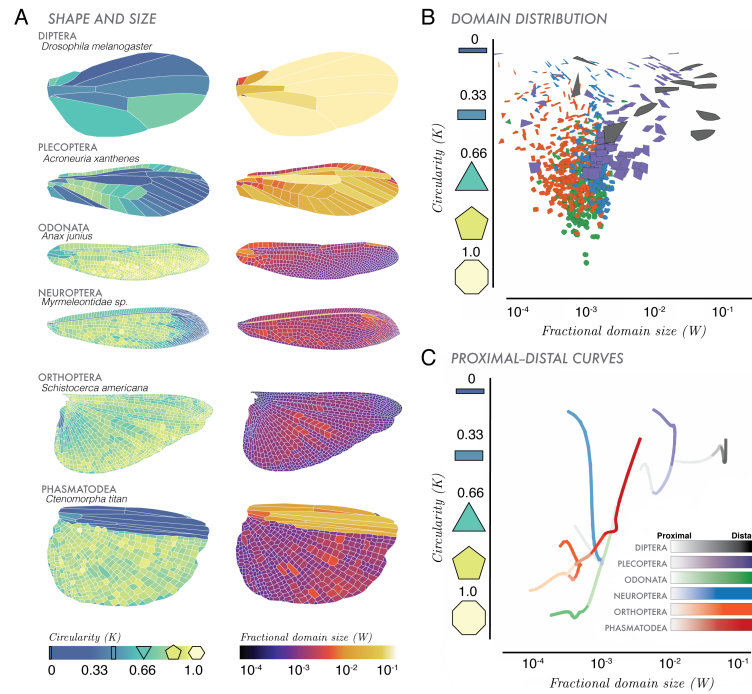 A SHAPE AND SIZE
DIPTERA
Drosophila melanogaster
PLECOPTERA
Acroneuria xanthenes
ODONATA
Anax junius
NEUROPTERA
Myrmeleontidae sp.
ORTHOPTERA
Schistocerca americana
PHASMATODEA
Ctenomorpha titan
Circularity (K)
0 0.33 0.66 1.0
Fractional domain size (W)
10-4 10-3 10-2 10-1
B DOMAIN DISTRIBUTION
0
0.33
0.66
1.0
Circularity (K)
10-4 10-3 10-2 10-1
Fractional domain size (W)
C PROXIMAL–DISTAL CURVES
0
0.33
0.66
1.0
Circularity (K)
Proximal Dista
DIPTERA
PLECOPTERA
ODONATA
NEUROPTERA
ORTHOPTERA
PHASMATODEA
10-4 10-3 10-2 10-1
Fractional domain size (W)